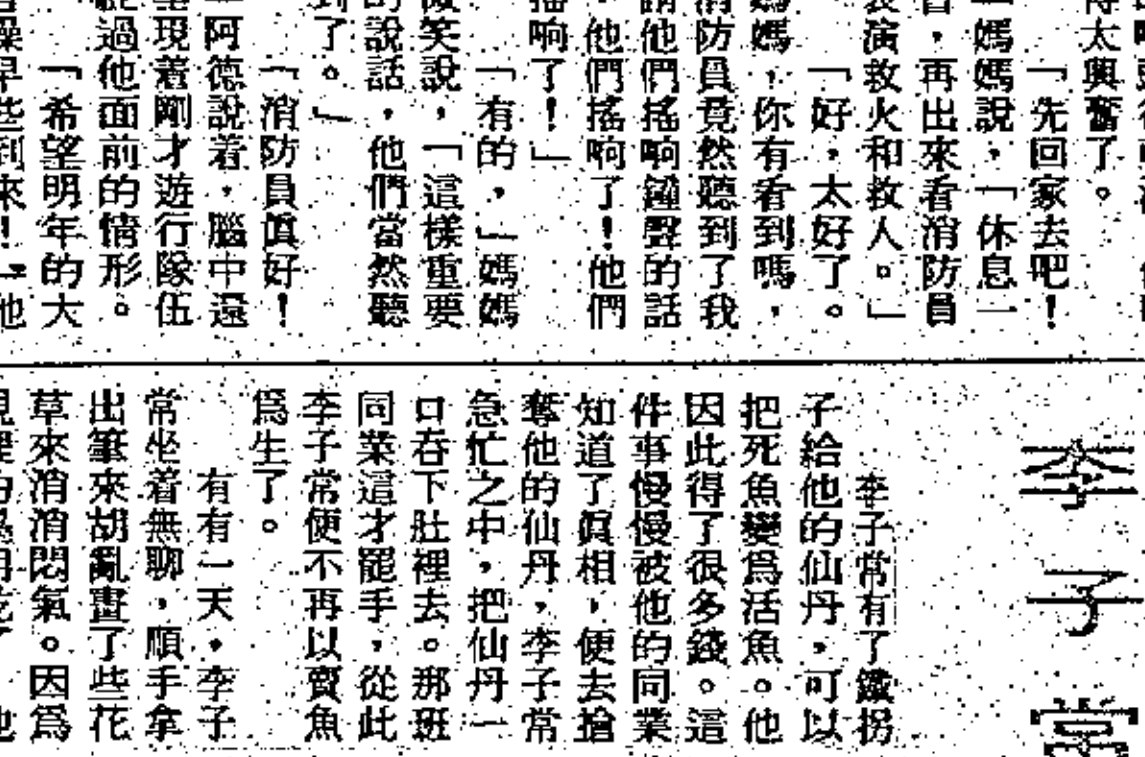 得太興奮了。
「先回家去吧！
」媽媽說，「休息一
會，再出來看消防員
表演救火和救人。」
「好，太好了。
媽媽，你有看到嗎，
消防員竟然聽到了我
請他們搖响鐘聲的話
，他們搖响了！他們
搖响了！」
「有的，」媽媽
微笑說，「這樣重要
的說話，他們當然聽
到了。」
「消防員眞好！
」阿德說着，腦中還
現着剛才遊行隊伍
過他面前的情形。
「希望明年的大
早些到來！」他
李子常
李子常有了鐵拐
子給他的仙丹，可以
把死魚變爲活魚。他
因此得了很多錢。這
件事慢慢被他的同業
知道了眞相，便去搶
奪他的仙丹，李子常
急忙之中，把仙丹一
口吞下肚裡去。那班
同業這才罷手，從此
李子常便不再以賣魚
爲生了。
有有一天，李子
常坐着無聊，順手拿
出筆來胡亂畫了些花
草來消消悶氣。因爲